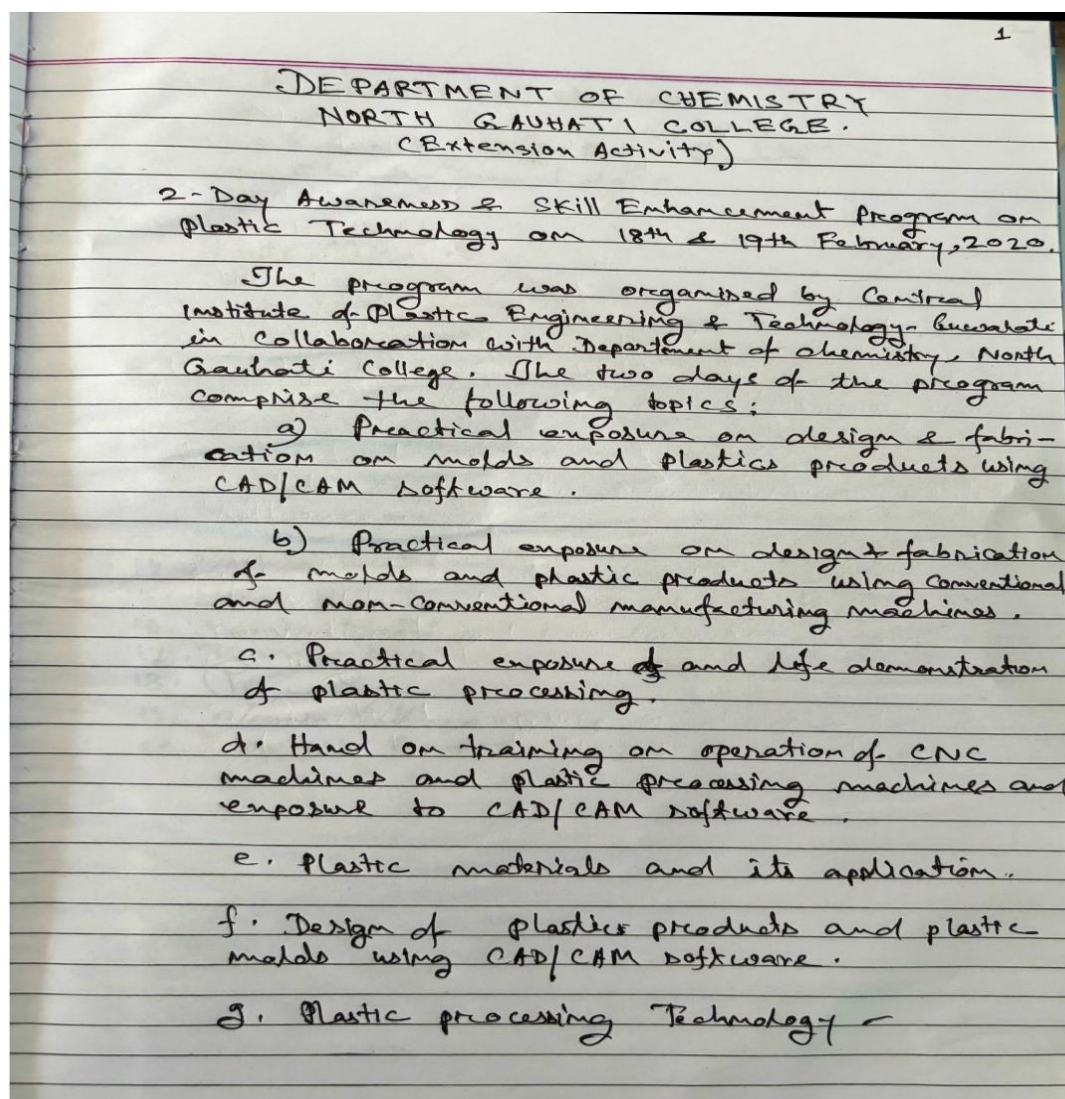 1
DEPARTMENT OF CHEMISTRY
NORTH GAUHATI COLLEGE.
(Extension Activity)
2-Day Awareness & Skill Enhancement Program on
Plastic Technology on 18th & 19th February, 2020.
The program was organised by Central
Institute of Plastic Engineering & Technology- Guwahati
in collaboration with Department of chemistry, North
Gauhati College. The two days of the program
comprise the following topics:
a) Practical exposure on design & fabri-
cation on molds and plastics products using
CAD/CAM software.
b) Practical exposure on design & fabrication
of molds and plastic products using conventional
and non-conventional manufacturing machines.
c. Practical exposure and life demonstration
of plastic processing.
d. Hand on training on operation of CNC
machines and plastic processing machines and
exposure to CAD/CAM software.
e. Plastic materials and its application.
f. Design of plastics products and plastic
molds using CAD/CAM software.
g. Plastic processing Technology -